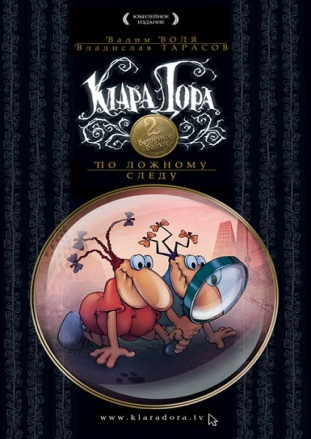 ЮБИЛЕЙНОЕ
ИЗДАНИЕ
Вадим ВОЛЯ
Владислав ТАРАСОВ
КЛАРА ДОРА
2
ПО ЛОЖНОМУ
СЛЕДУ
www.klaradora.tv